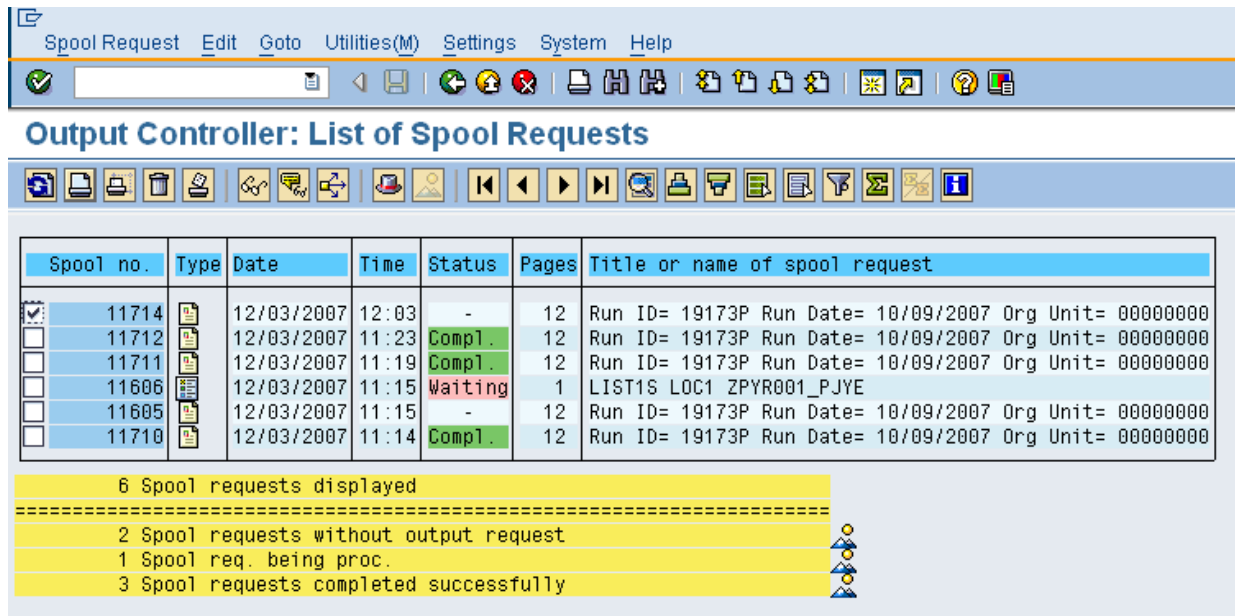 Spool Request Edit Goto Utilities(M) Settings System Help
Output Controller: List of Spool Requests
Spool no. Type Date Time Status Pages Title or name of spool request
11714 12/03/2007 12:03 - 12 Run ID= 19173P Run Date= 10/09/2007 Org Unit= 00000000
11712 12/03/2007 11:23 Compl. 12 Run ID= 19173P Run Date= 10/09/2007 Org Unit= 00000000
11711 12/03/2007 11:19 Compl. 12 Run ID= 19173P Run Date= 10/09/2007 Org Unit= 00000000
11606 12/03/2007 11:15 Waiting 1 LIST1S LOC1 ZPYR001_PJYE
11605 12/03/2007 11:15 - 12 Run ID= 19173P Run Date= 10/09/2007 Org Unit= 00000000
11710 12/03/2007 11:14 Compl. 12 Run ID= 19173P Run Date= 10/09/2007 Org Unit= 00000000
6 Spool requests displayed
========================================================================
2 Spool requests without output request
1 Spool req. being proc.
3 Spool requests completed successfully